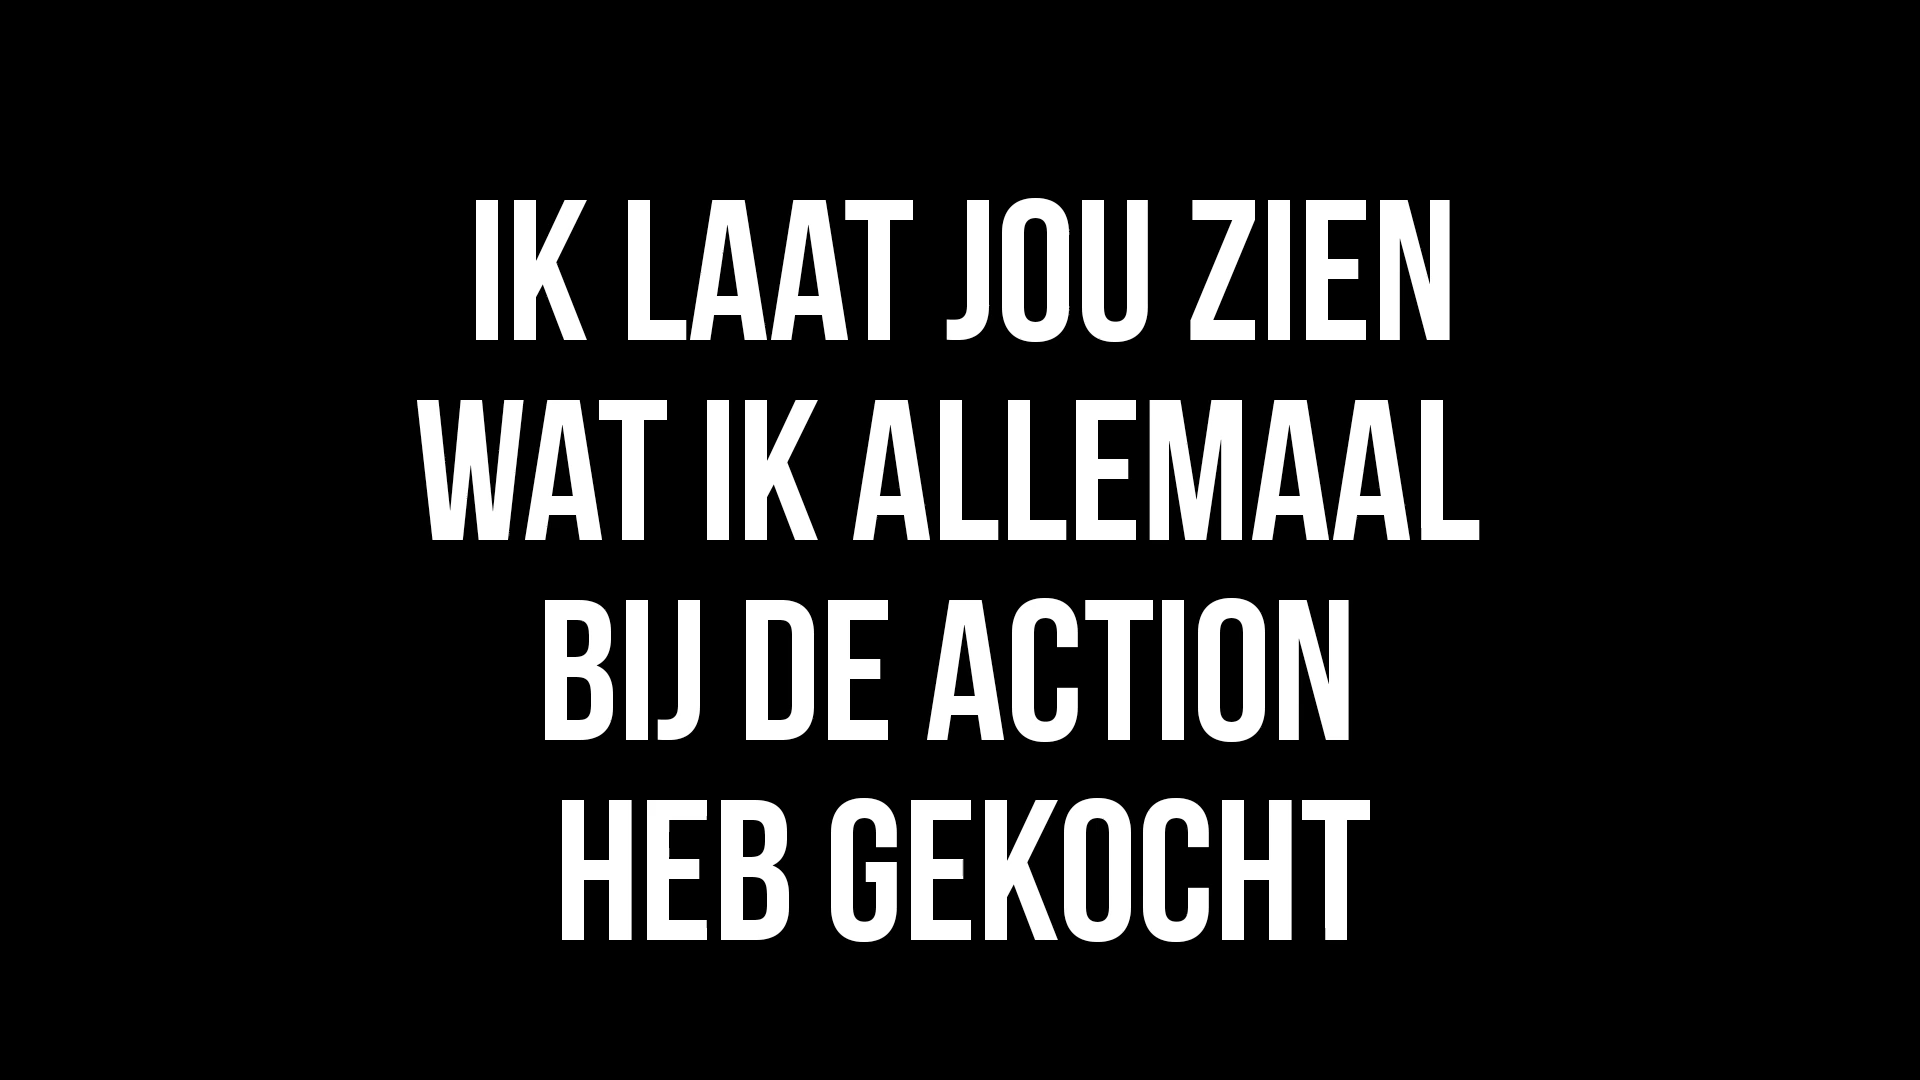 IK LAAT JOU ZIEN
WAT IK ALLEMAAL
BIJ DE ACTION
HEB GEKOCHT